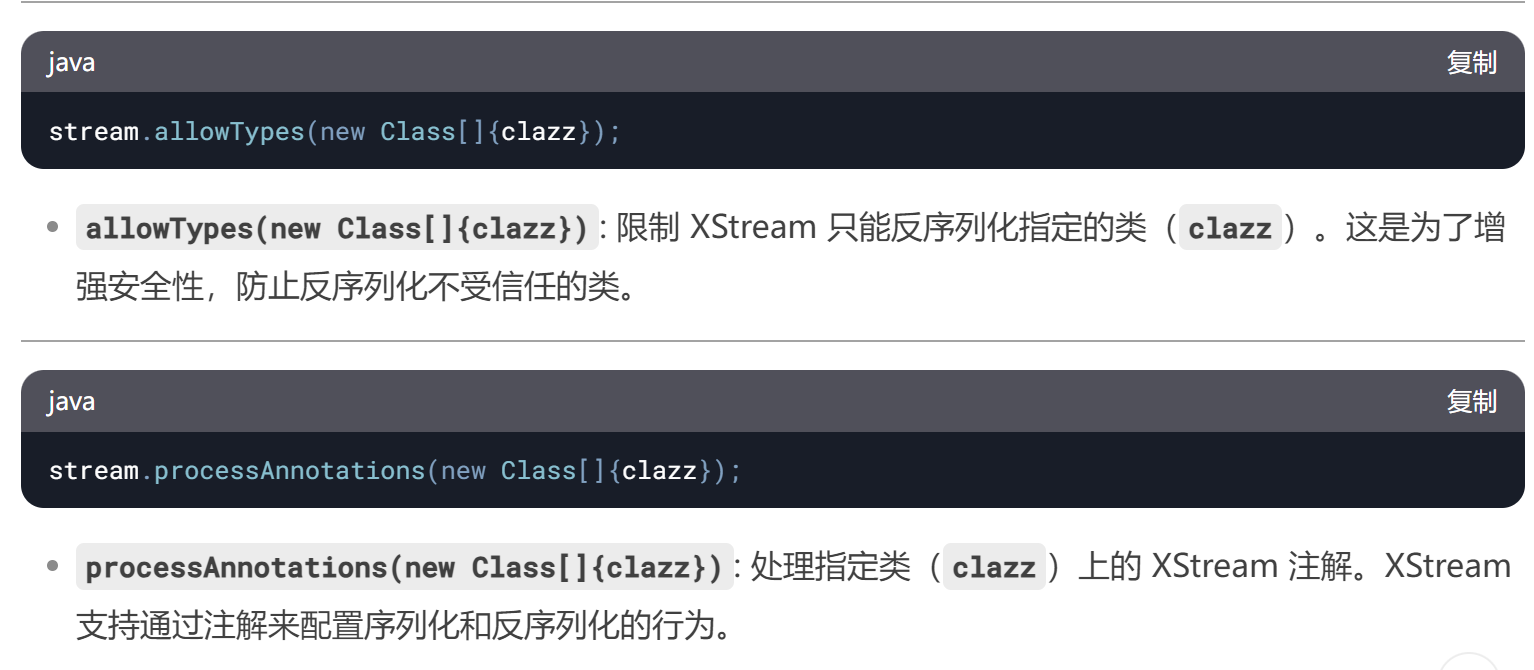 java
复制
stream.allowTypes(new Class[]{clazz});
allowTypes(new Class[]{clazz}): 限制 XStream 只能反序列化指定的类（clazz）。这是为了增
强安全性，防止反序列化不受信任的类。
java
复制
stream.processAnnotations(new Class[]{clazz});
processAnnotations(new Class[]{clazz}): 处理指定类（clazz）上的 XStream 注解。XStream
支持通过注解来配置序列化和反序列化的行为。